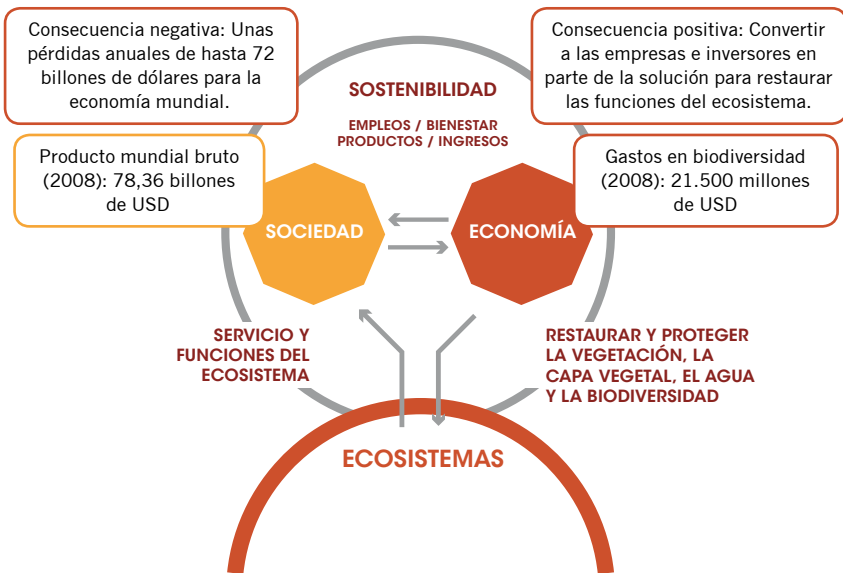 Consecuencia negativa: Unas
pérdidas anuales de hasta 72
billones de dólares para la
economía mundial.
Consecuencia positiva: Convertir
a las empresas e inversores en
parte de la solución para restaurar
las funciones del ecosistema.
SOSTENIBILIDAD
EMPLEOS / BIENESTAR
PRODUCTOS / INGRESOS
Producto mundial bruto
(2008): 78,36 billones
de USD
Gastos en biodiversidad
(2008): 21.500 millones
de USD
SOCIEDAD
ECONOMÍA
SERVICIO Y
FUNCIONES DEL
ECOSISTEMA
RESTAURAR Y PROTEGER
LA VEGETACIÓN, LA
CAPA VEGETAL, EL AGUA
Y LA BIODIVERSIDAD
ECOSISTEMAS